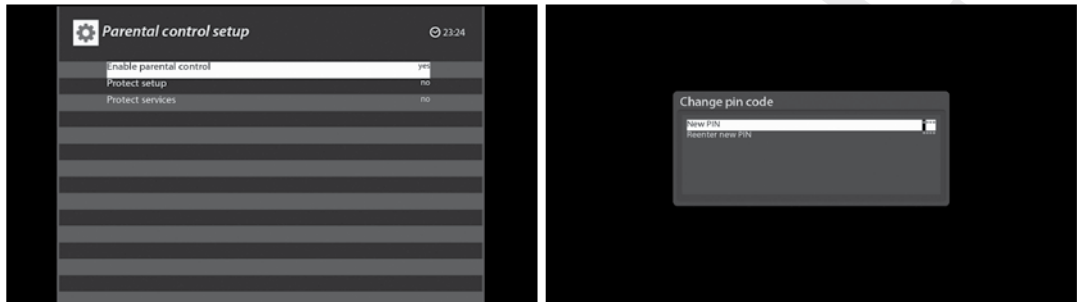 Parental control setup
23:24
Enable parental control yes
Protect setup no
Protect services no
Change pin code
New PIN ****
Reenter new PIN ****